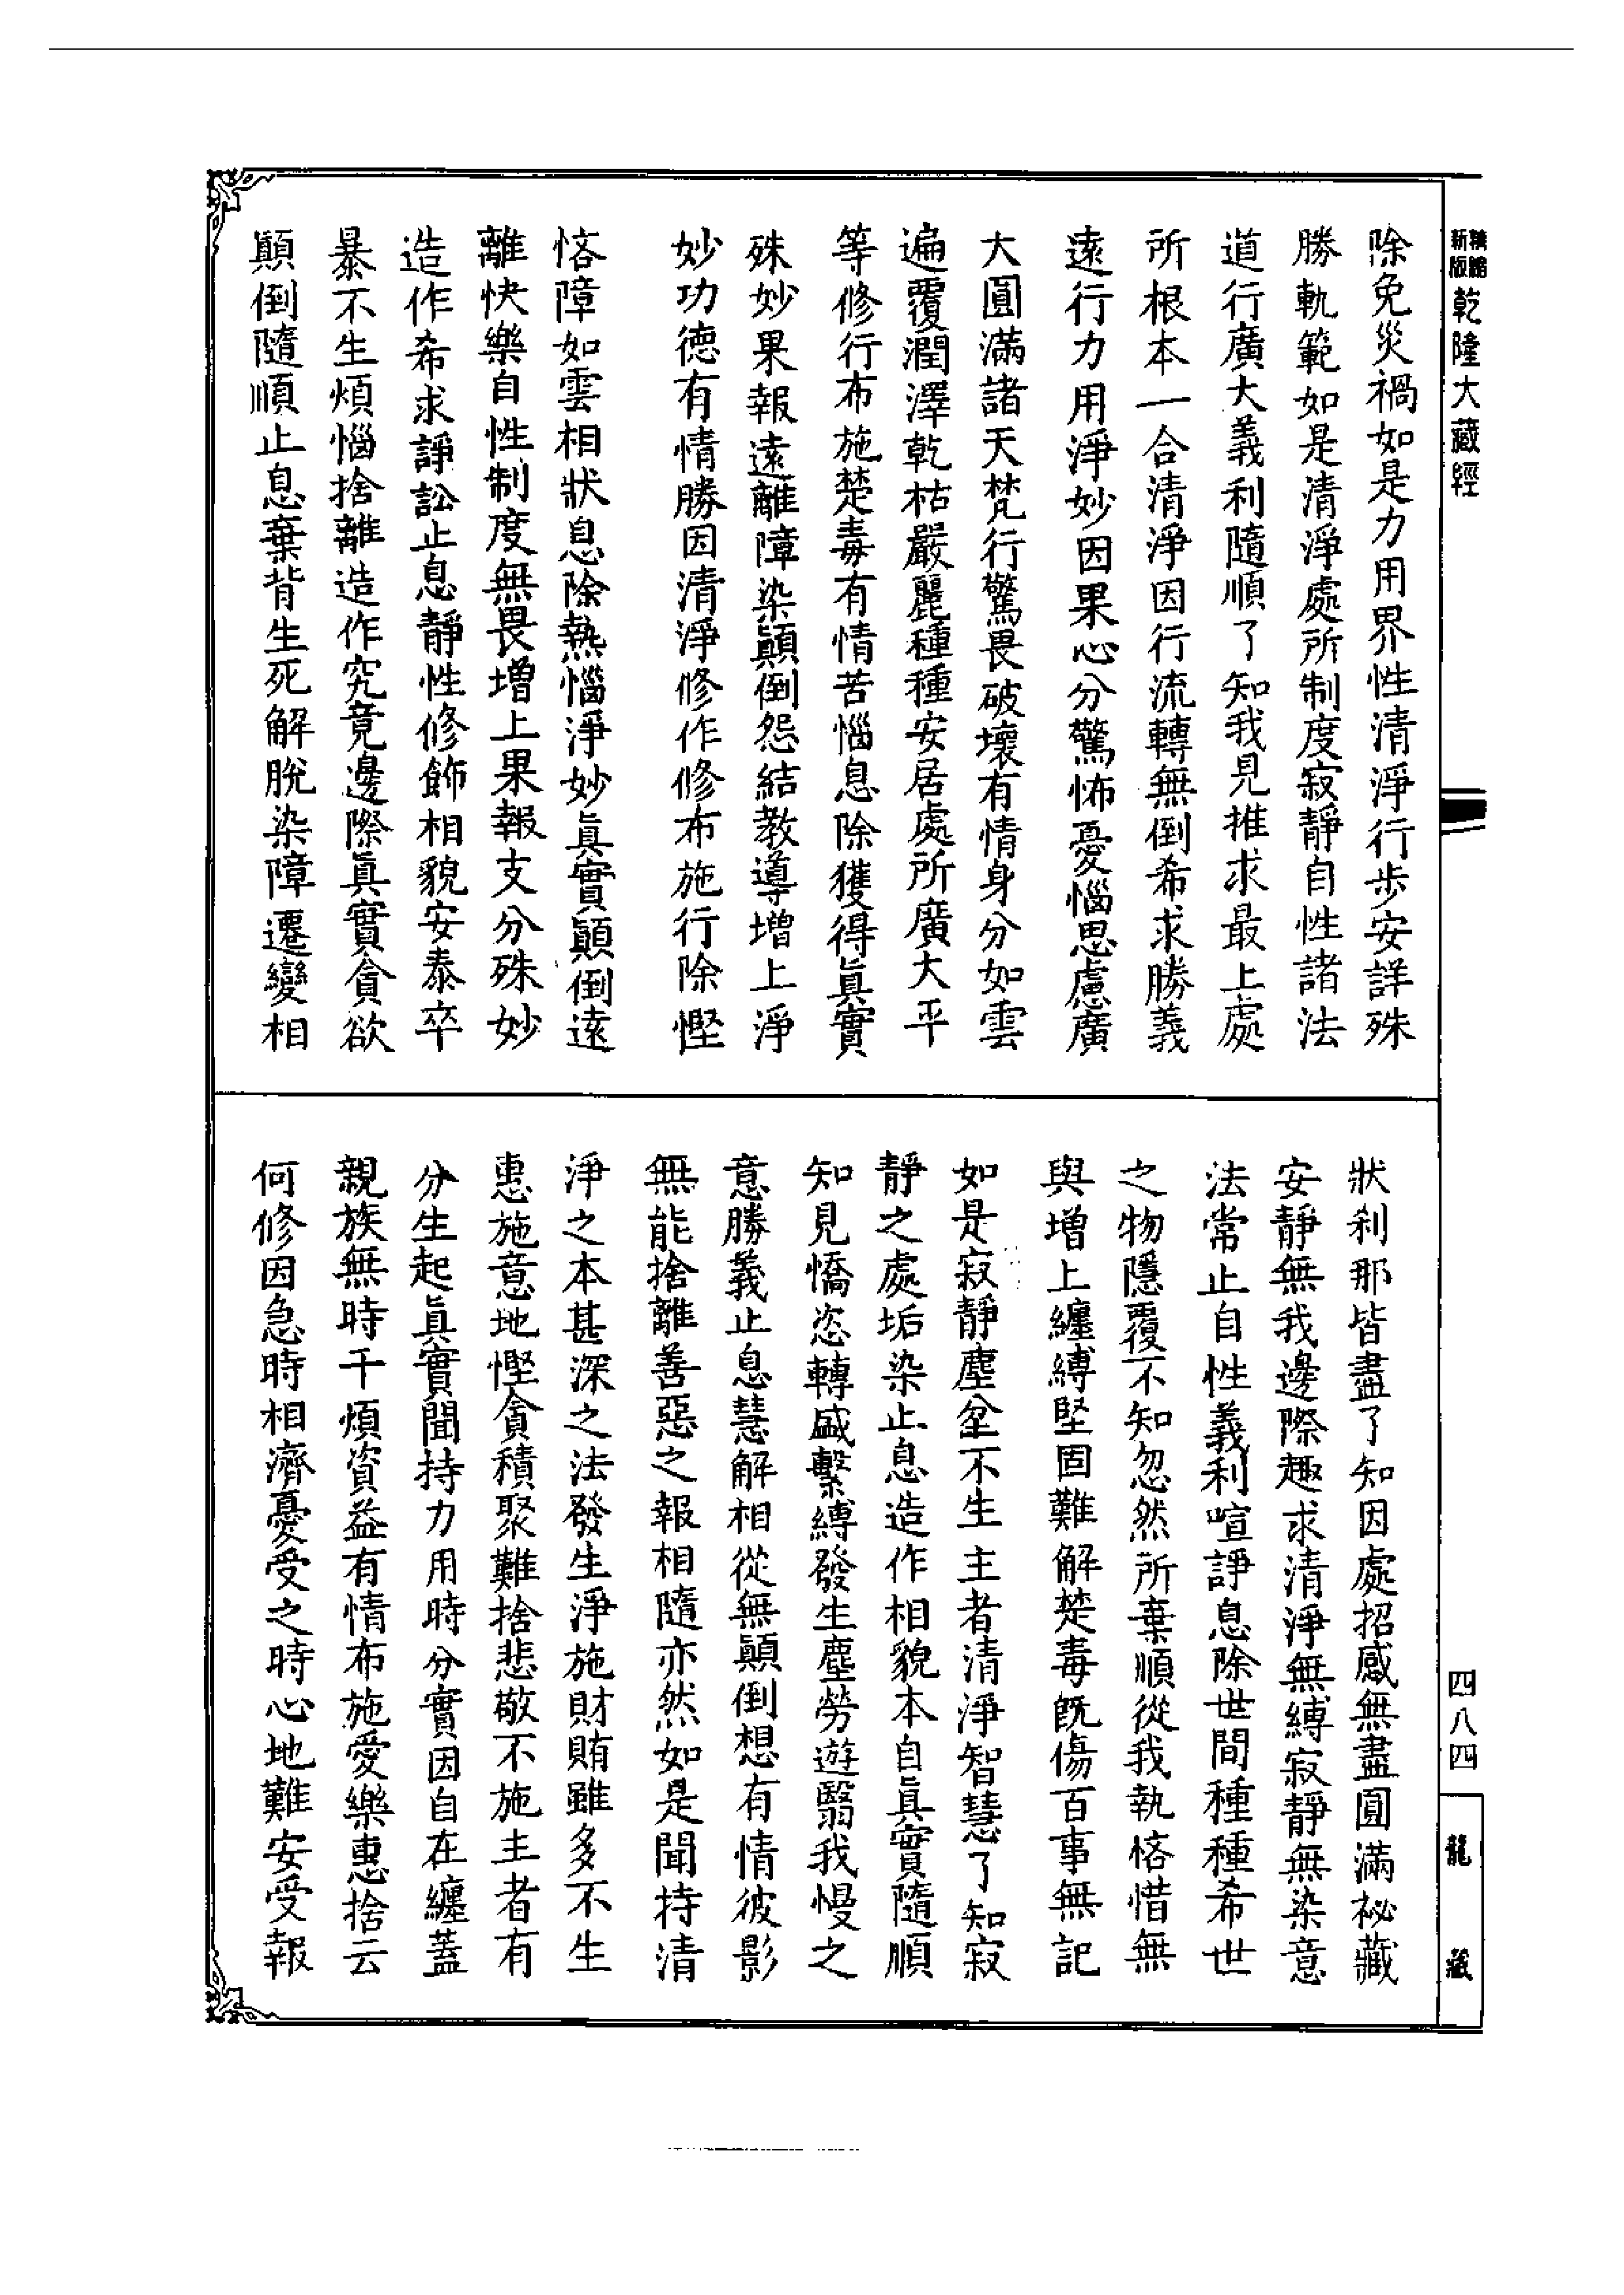 新版精縮乾隆大藏經
除免災禍如是力用界性清淨行步安詳殊
勝軌範如是清淨處所制度寂靜自性諸法
道行廣大義利隨順了知我見推求最上處
所根本一合清淨因行流轉無倒希求勝義
遠行力用淨妙因果心分驚怖憂惱思慮廣
大圓滿諸天梵行驚畏破壞有情身分如雲
遍覆潤澤乾枯嚴麗種種安居處所廣大平
等修行布施楚毒有情苦惱息除獲得眞實
殊妙果報遠離障染顛倒怨結教導增上淨
妙功德有情勝因清淨修作修布施行除慳
悋障如雲相狀息除熱惱淨妙眞實顛倒遠
離快樂自性制度無畏增上果報支分殊妙
造作希求諍訟止息靜性修飾相貌安泰卒
暴不生煩惱捨離造作究竟邊際眞實貪欲
顛倒隨順止息棄背生死解脫染障遷變相
狀刹那皆盡了知因處招感無盡圓滿祕藏
安靜無我邊際趣求清淨無縛寂靜無染意
法常止自性義利喧諍息除世間種種希世
之物隱覆不知忽然所棄順從我執悋惜無
與增上纏縛堅固難解楚毒旣傷百事無記
如是寂靜塵坌不生主者清淨智慧了知寂
靜之處垢染止息造作相貌本自眞實隨順
知見憍恣轉盛繫縛發生塵勞遊翳我慢之
意勝義止息慧解相從無顛倒想有情彼影
無能捨離善惡之報相隨亦然如是聞持清
淨之本甚深之法發生淨施財賄雖多不生
惠施意地慳貪積聚難捨悲敬不施主者有
分生起眞實聞持力用時分實因自在纏蓋
親族無時千煩資益有情布施愛樂惠捨云
何修因急時相濟憂受之時心地難安受報
四八四
龍藏